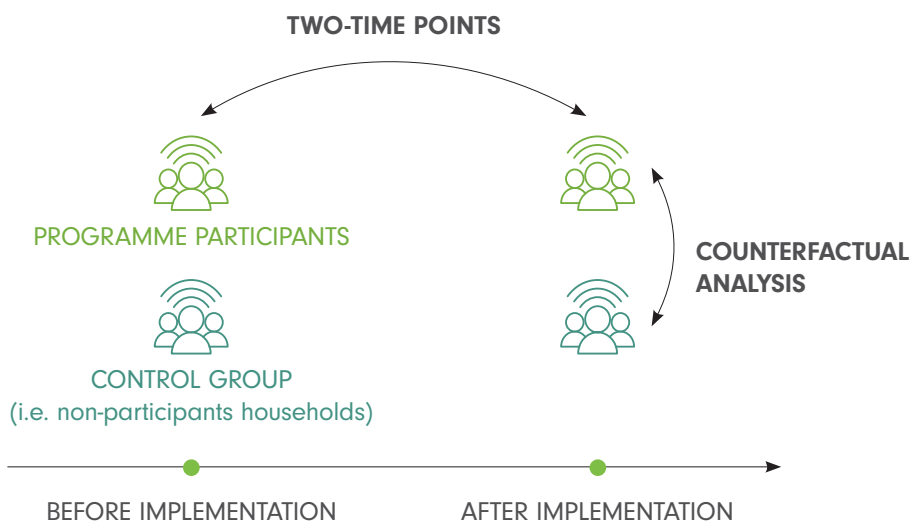 TWO-TIME POINTS
PROGRAMME PARTICIPANTS
COUNTERFACTUAL
ANALYSIS
CONTROL GROUP
(i.e. non-participants households)
BEFORE IMPLEMENTATION
AFTER IMPLEMENTATION